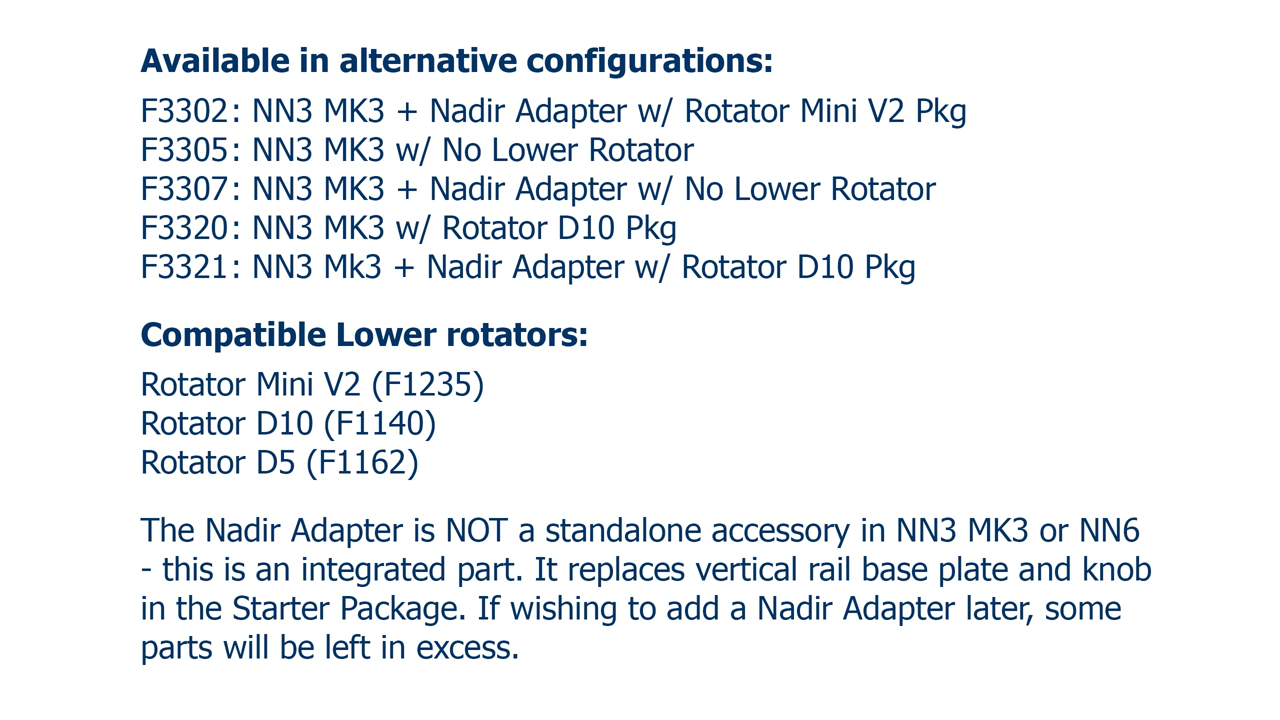 Available in alternative configurations:
F3302: NN3 MK3 + Nadir Adapter w/ Rotator Mini V2 Pkg
F3305: NN3 MK3 w/ No Lower Rotator
F3307: NN3 MK3 + Nadir Adapter w/ No Lower Rotator
F3320: NN3 MK3 w/ Rotator D10 Pkg
F3321: NN3 Mk3 + Nadir Adapter w/ Rotator D10 Pkg
Compatible Lower rotators:
Rotator Mini V2 (F1235)
Rotator D10 (F1140)
Rotator D5 (F1162)
The Nadir Adapter is NOT a standalone accessory in NN3 MK3 or NN6
- this is an integrated part. It replaces vertical rail base plate and knob
in the Starter Package. If wishing to add a Nadir Adapter later, some
parts will be left in excess.